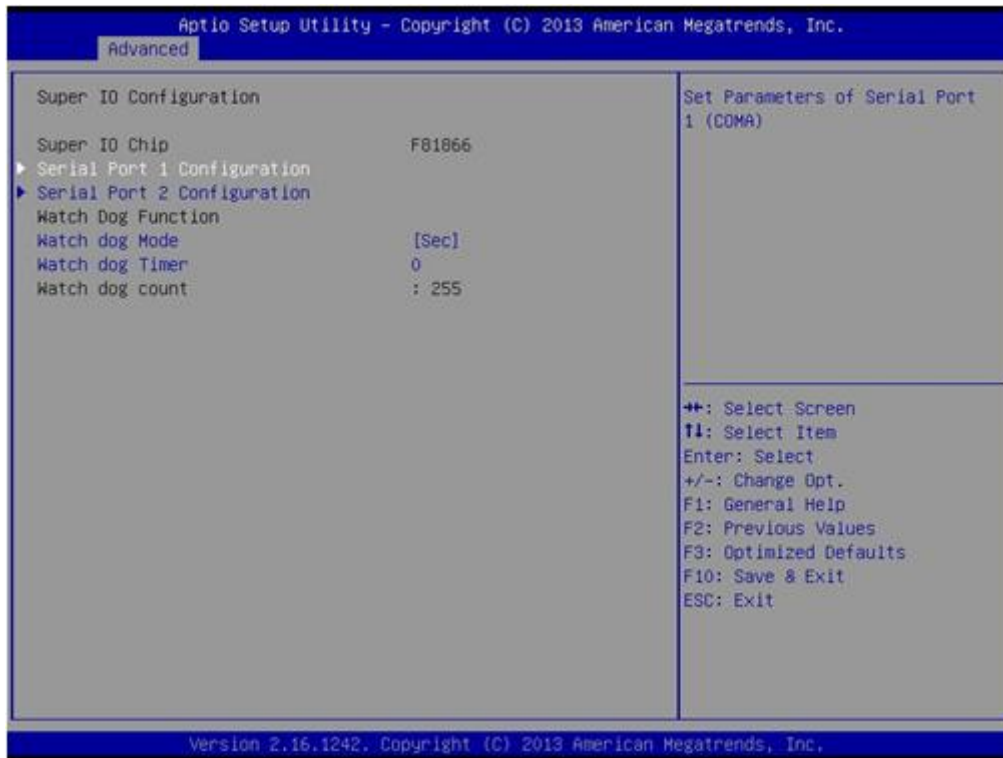 Aptio Setup Utility - Copyright (C) 2013 American Megatrends, Inc.
Advanced
Super IO Configuration
Super IO Chip F81866
Serial Port 1 Configuration
Serial Port 2 Configuration
Watch Dog Function
Watch dog Mode [Sec]
Watch dog Timer 0
Watch dog count : 255
Set Parameters of Serial Port
1 (COMA)
→←: Select Screen
↑↓: Select Item
Enter: Select
+/-: Change Opt.
F1: General Help
F2: Previous Values
F3: Optimized Defaults
F10: Save & Exit
ESC: Exit
Version 2.16.1242. Copyright (C) 2013 American Megatrends, Inc.